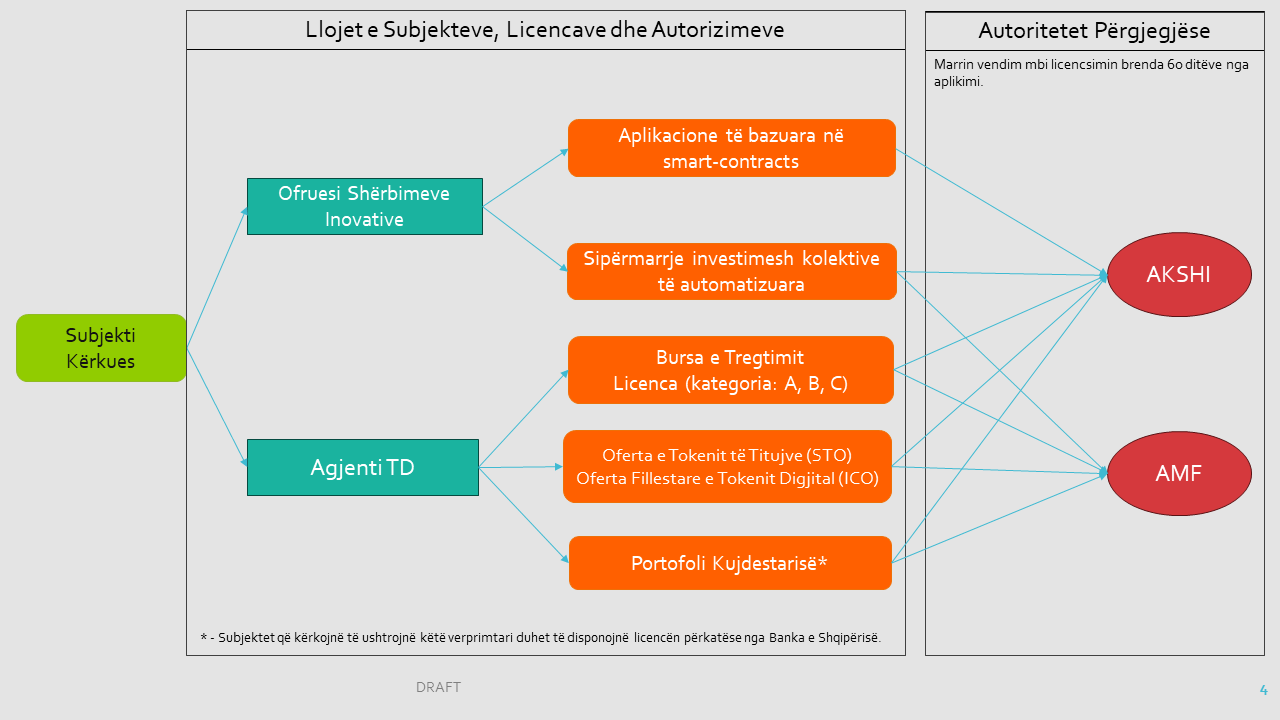 Llojet e Subjekteve, Licencave dhe Autorizimeve
Autoritetet Përgjegjëse
Marrin vendim mbi licencsimin brenda 60 ditëve nga
aplikimi.
Aplikacione të bazuara në
smart-contracts
Ofruesi Shërbimeve
Inovative
Sipërmarrje investimesh kolektive
të automatizuara
AKSHI
Subjekti
Kërkues
Bursa e Tregtimit
Licenca (kategoria: A, B, C)
Agjenti TD
Oferta e Tokenit të Titujve (STO)
Oferta Fillestare e Tokenit Digjital (ICO)
AMF
Portofoli Kujdestarisë*
* - Subjektet që kërkojnë të ushtrojnë këtë verprimtari duhet të disponojnë licencën përkatëse nga Banka e Shqipërisë.
DRAFT
4